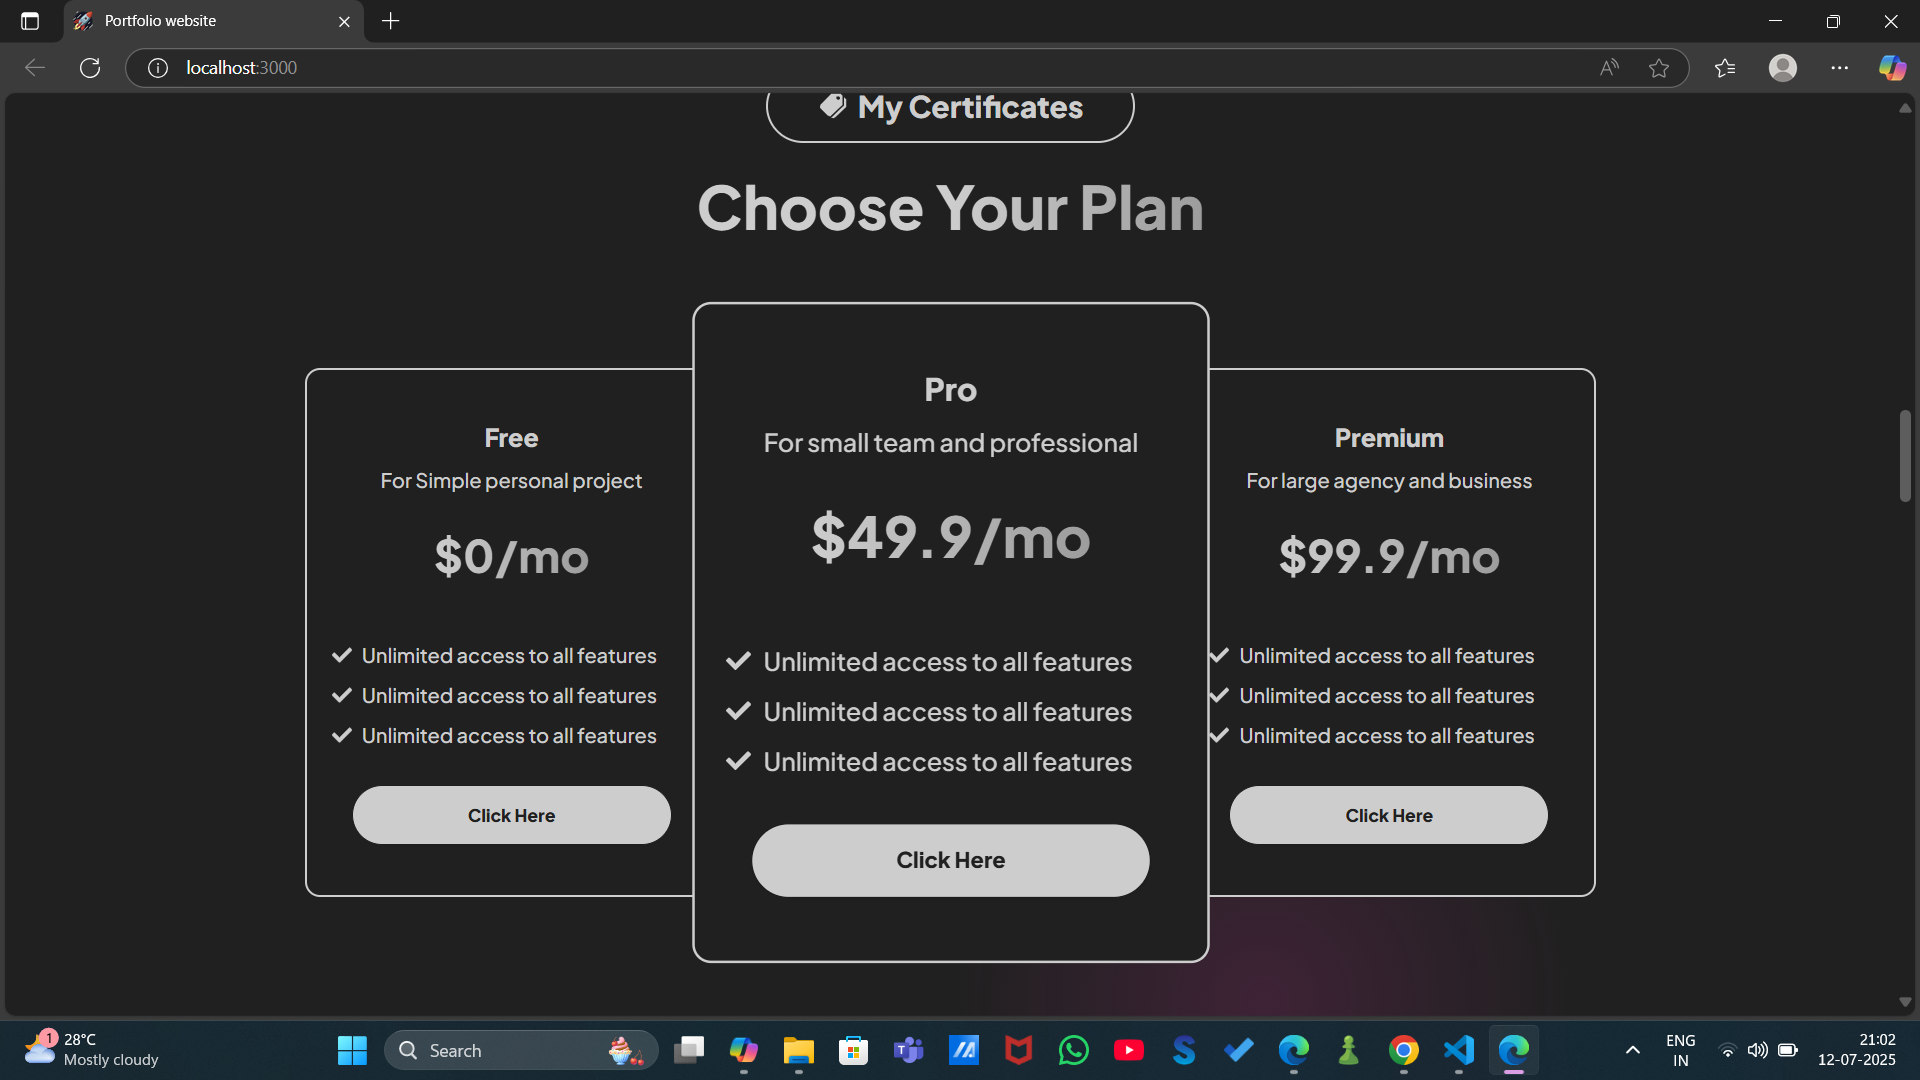 Portfolio website
localhost:3000
My Certificates
Choose Your Plan
Free
For Simple personal project
$0/mo
Unlimited access to all features
Unlimited access to all features
Unlimited access to all features
Click Here
Pro
For small team and professional
$49.9/mo
Unlimited access to all features
Unlimited access to all features
Unlimited access to all features
Click Here
Premium
For large agency and business
$99.9/mo
Unlimited access to all features
Unlimited access to all features
Unlimited access to all features
Click Here
1
28°C
Mostly cloudy
Search
ENG
IN
21:02
12-07-2025